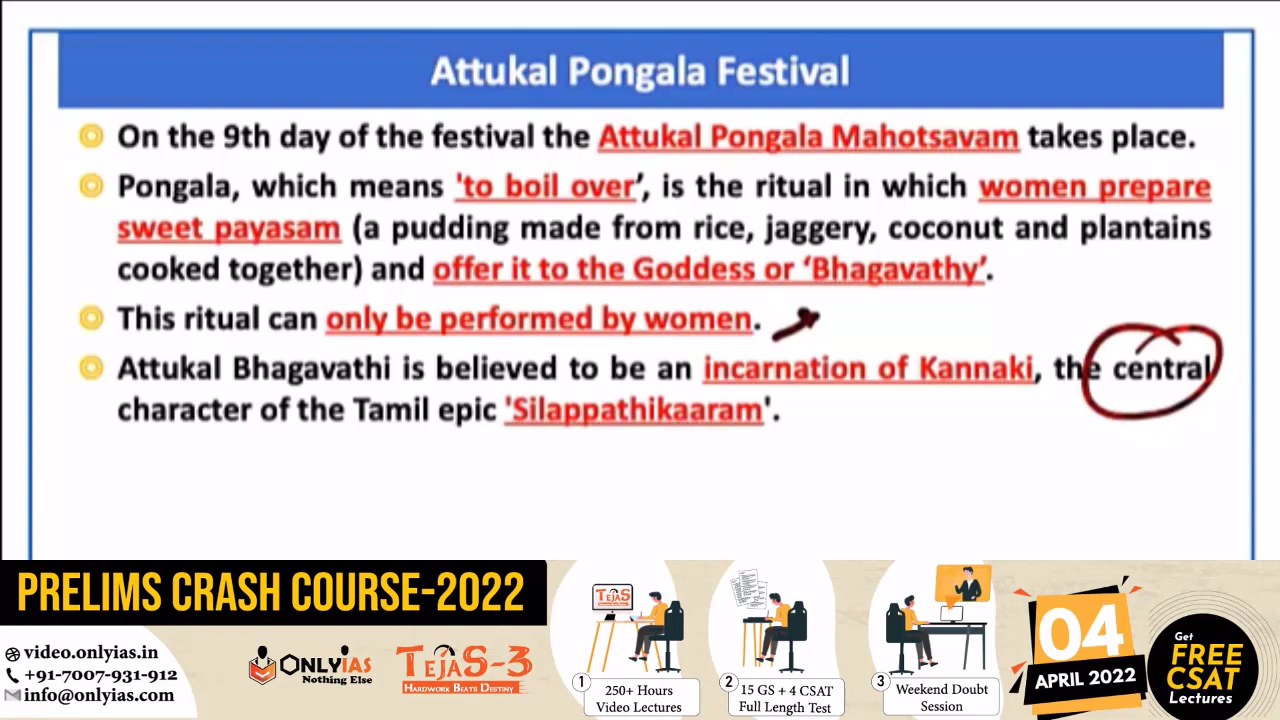 Attukal Pongala Festival
On the 9th day of the festival the Attukal Pongala Mahotsavam takes place.
Pongala, which means 'to boil over’, is the ritual in which women prepare
sweet payasam (a pudding made from rice, jaggery, coconut and plantains
cooked together) and offer it to the Goddess or ‘Bhagavathy’.
This ritual can only be performed by women.
Attukal Bhagavathi is believed to be an incarnation of Kannaki, the central
character of the Tamil epic 'Silappathikaaram'.
PRELIMS CRASH COURSE-2022
video.onlyias.in
+91-7007-931-912
info@onlyias.com
ONLYIAS
Nothing Else
TEJAS-3
HARDWORK BEATS DESTINY
TEJAS
1
250+ Hours
Video Lectures
2
15 GS + 4 CSAT
Full Length Test
3
Weekend Doubt
Session
04
APRIL 2022
Get
FREE
CSAT
Lectures